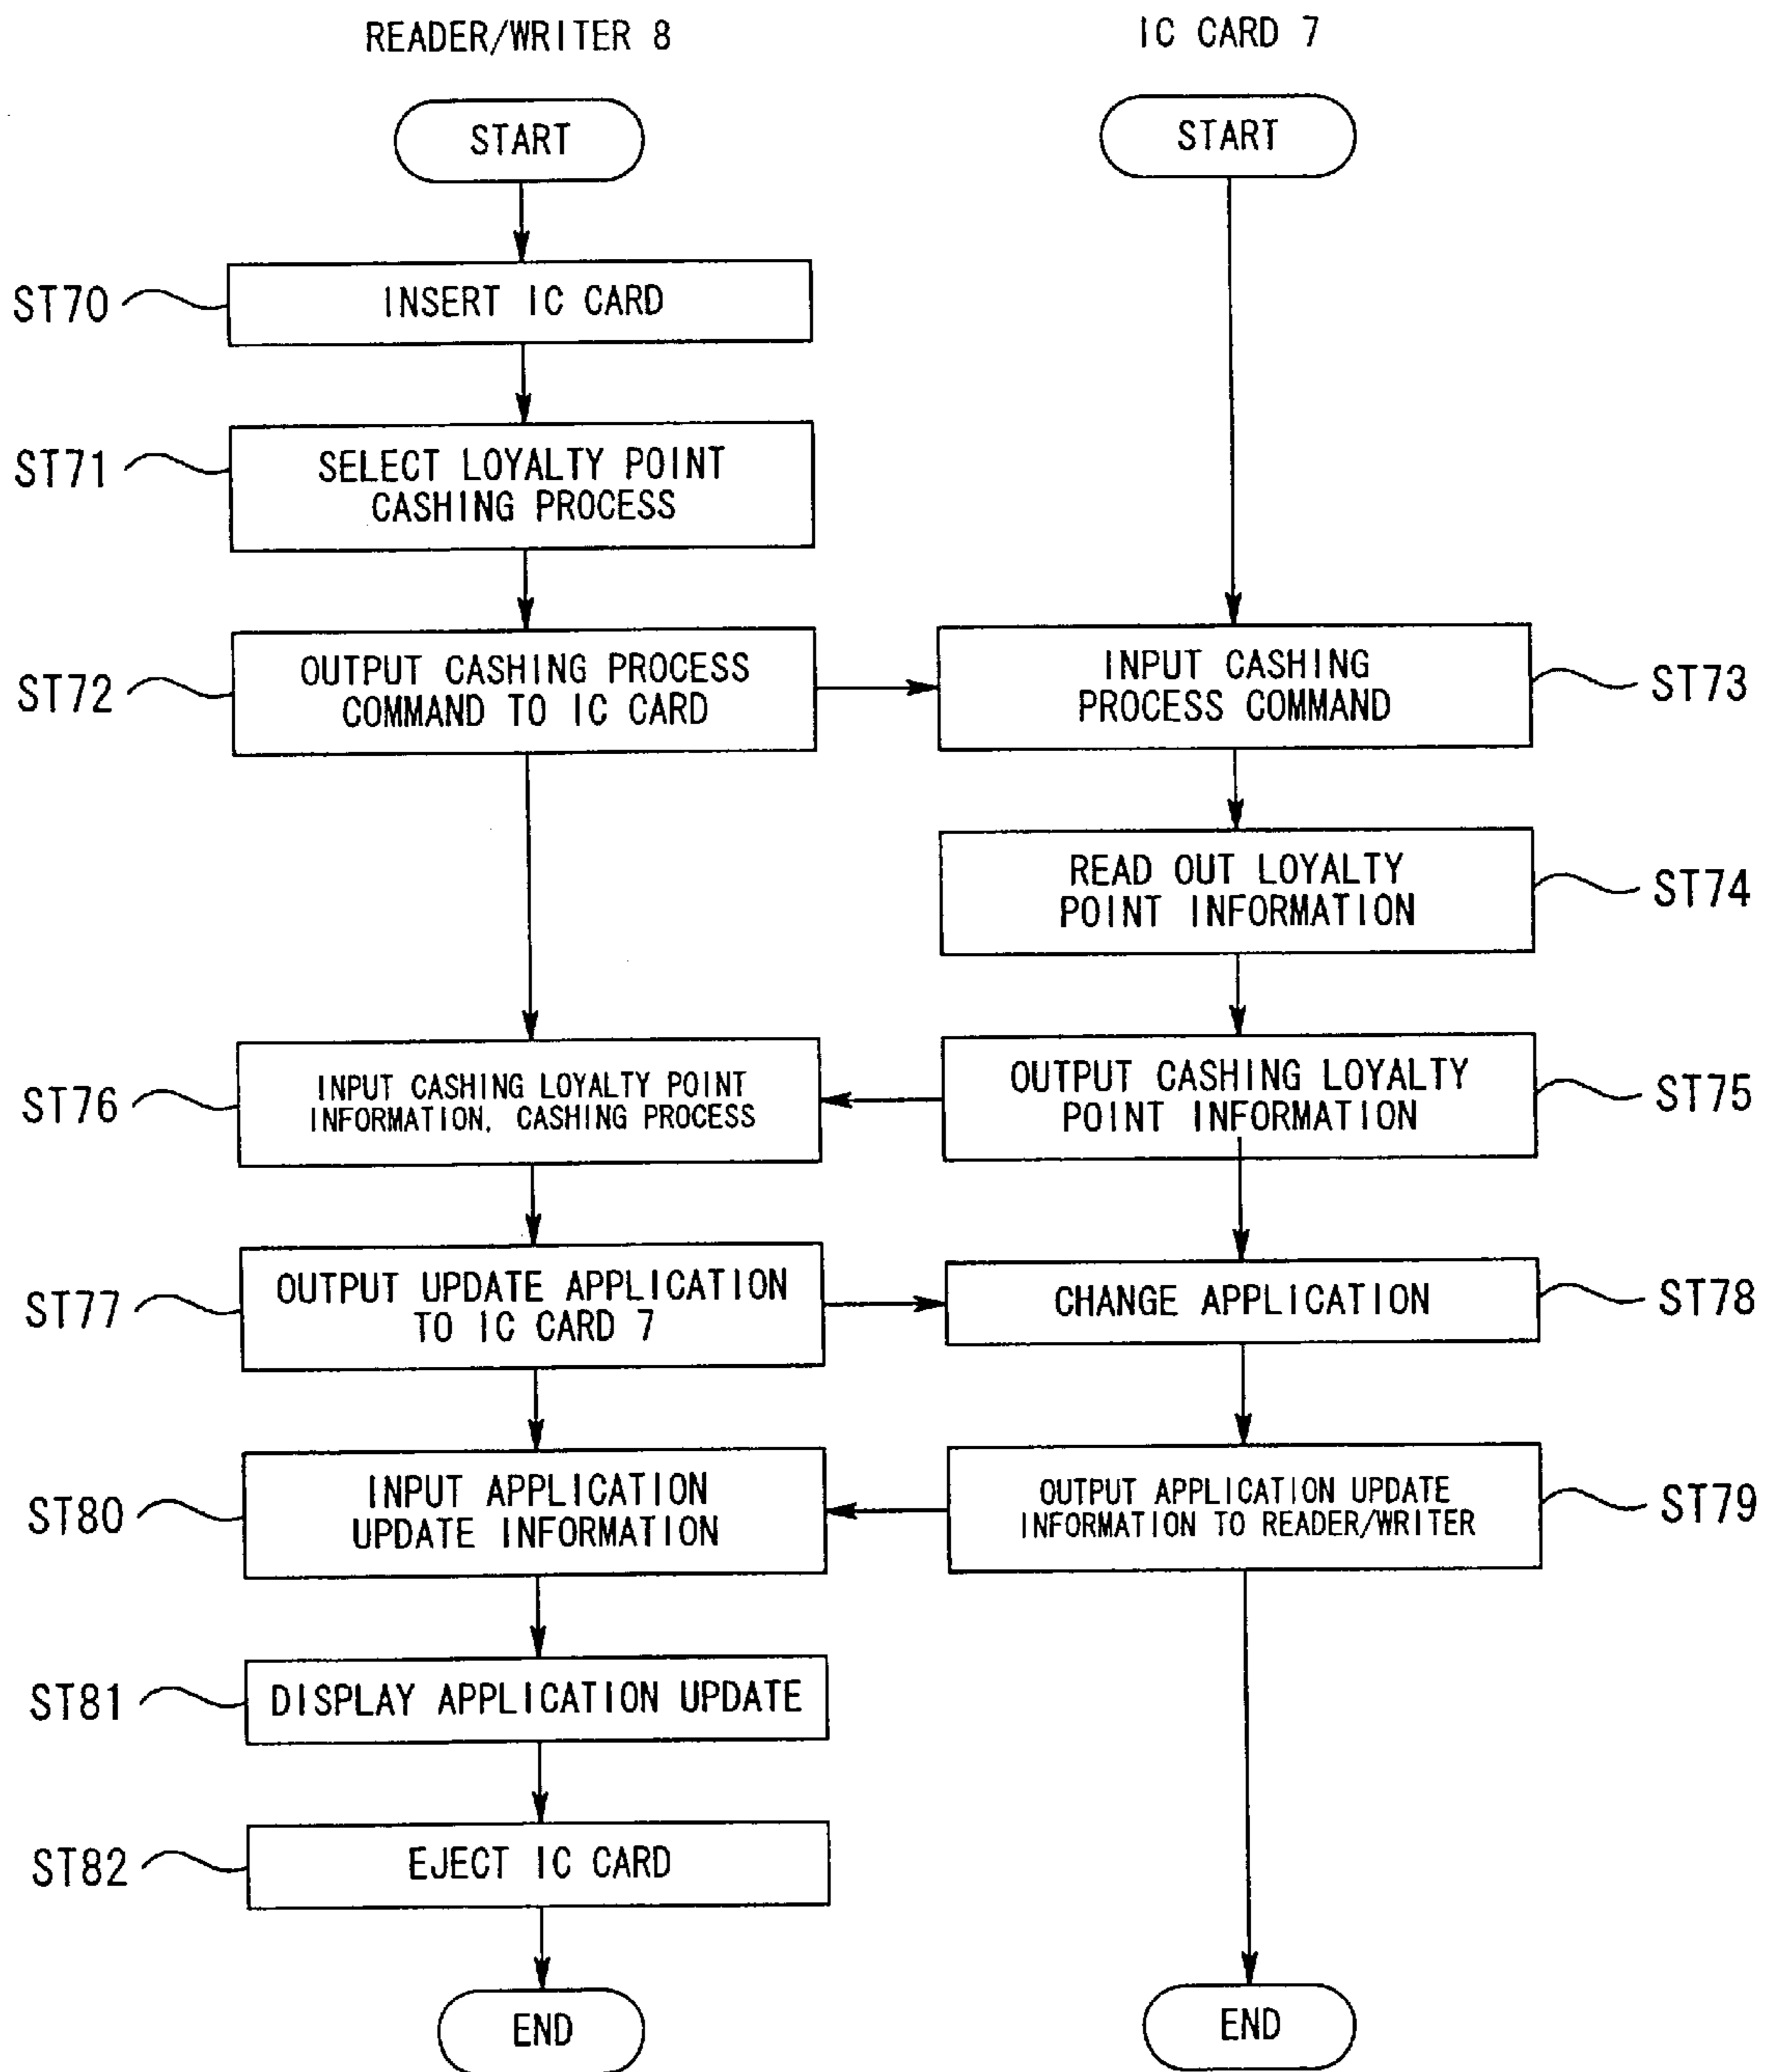 READER/WRITER 8
IC CARD 7
START
START
ST70
INSERT IC CARD
ST71
SELECT LOYALTY POINT
CASHING PROCESS
ST72
OUTPUT CASHING PROCESS
COMMAND TO IC CARD
INPUT CASHING
PROCESS COMMAND
ST73
READ OUT LOYALTY
POINT INFORMATION
ST74
ST76
INPUT CASHING LOYALTY POINT
INFORMATION, CASHING PROCESS
OUTPUT CASHING LOYALTY
POINT INFORMATION
ST75
ST77
OUTPUT UPDATE APPLICATION
TO IC CARD 7
CHANGE APPLICATION
ST78
ST80
INPUT APPLICATION
UPDATE INFORMATION
OUTPUT APPLICATION UPDATE
INFORMATION TO READER/WRITER
ST79
ST81
DISPLAY APPLICATION UPDATE
ST82
EJECT IC CARD
END
END